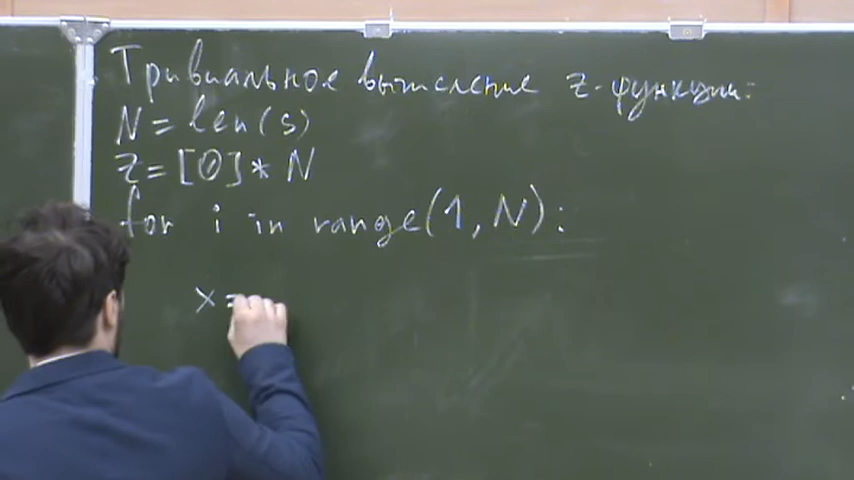 Тривиальное вычисление z-функции:
N = len(s)
z = [0] * N
for i in range(1, N):
x =